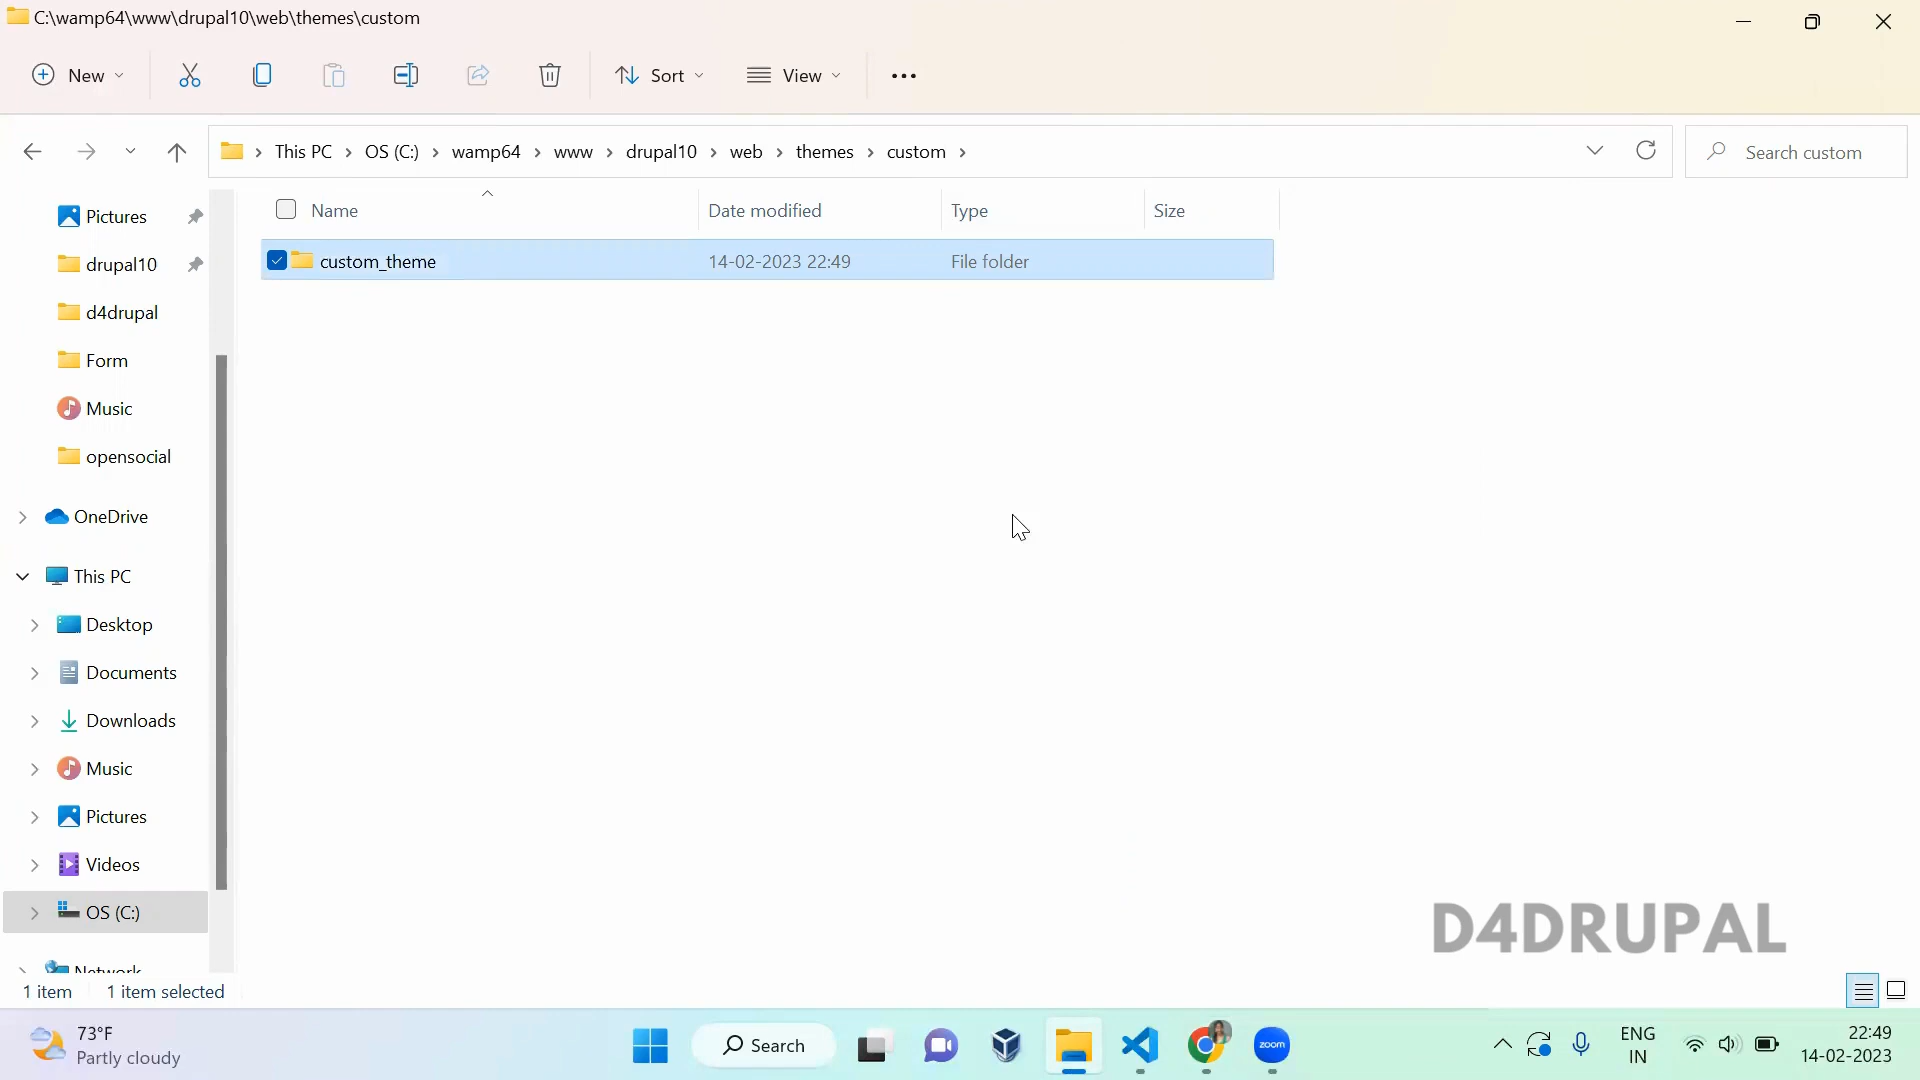 C:\wamp64\www\drupal10\web\themes\custom
New
Sort
View
This PC
OS (C:)
wamp64
www
drupal10
web
themes
custom
Search custom
Pictures
drupal10
d4drupal
Form
Music
opensocial
OneDrive
This PC
Desktop
Documents
Downloads
Music
Pictures
Videos
OS (C:)
Network
Name
Date modified
Type
Size
custom_theme
14-02-2023 22:49
File folder
D4DRUPAL
1 item
1 item selected
73°F
Partly cloudy
Search
zoom
ENG
IN
22:49
14-02-2023